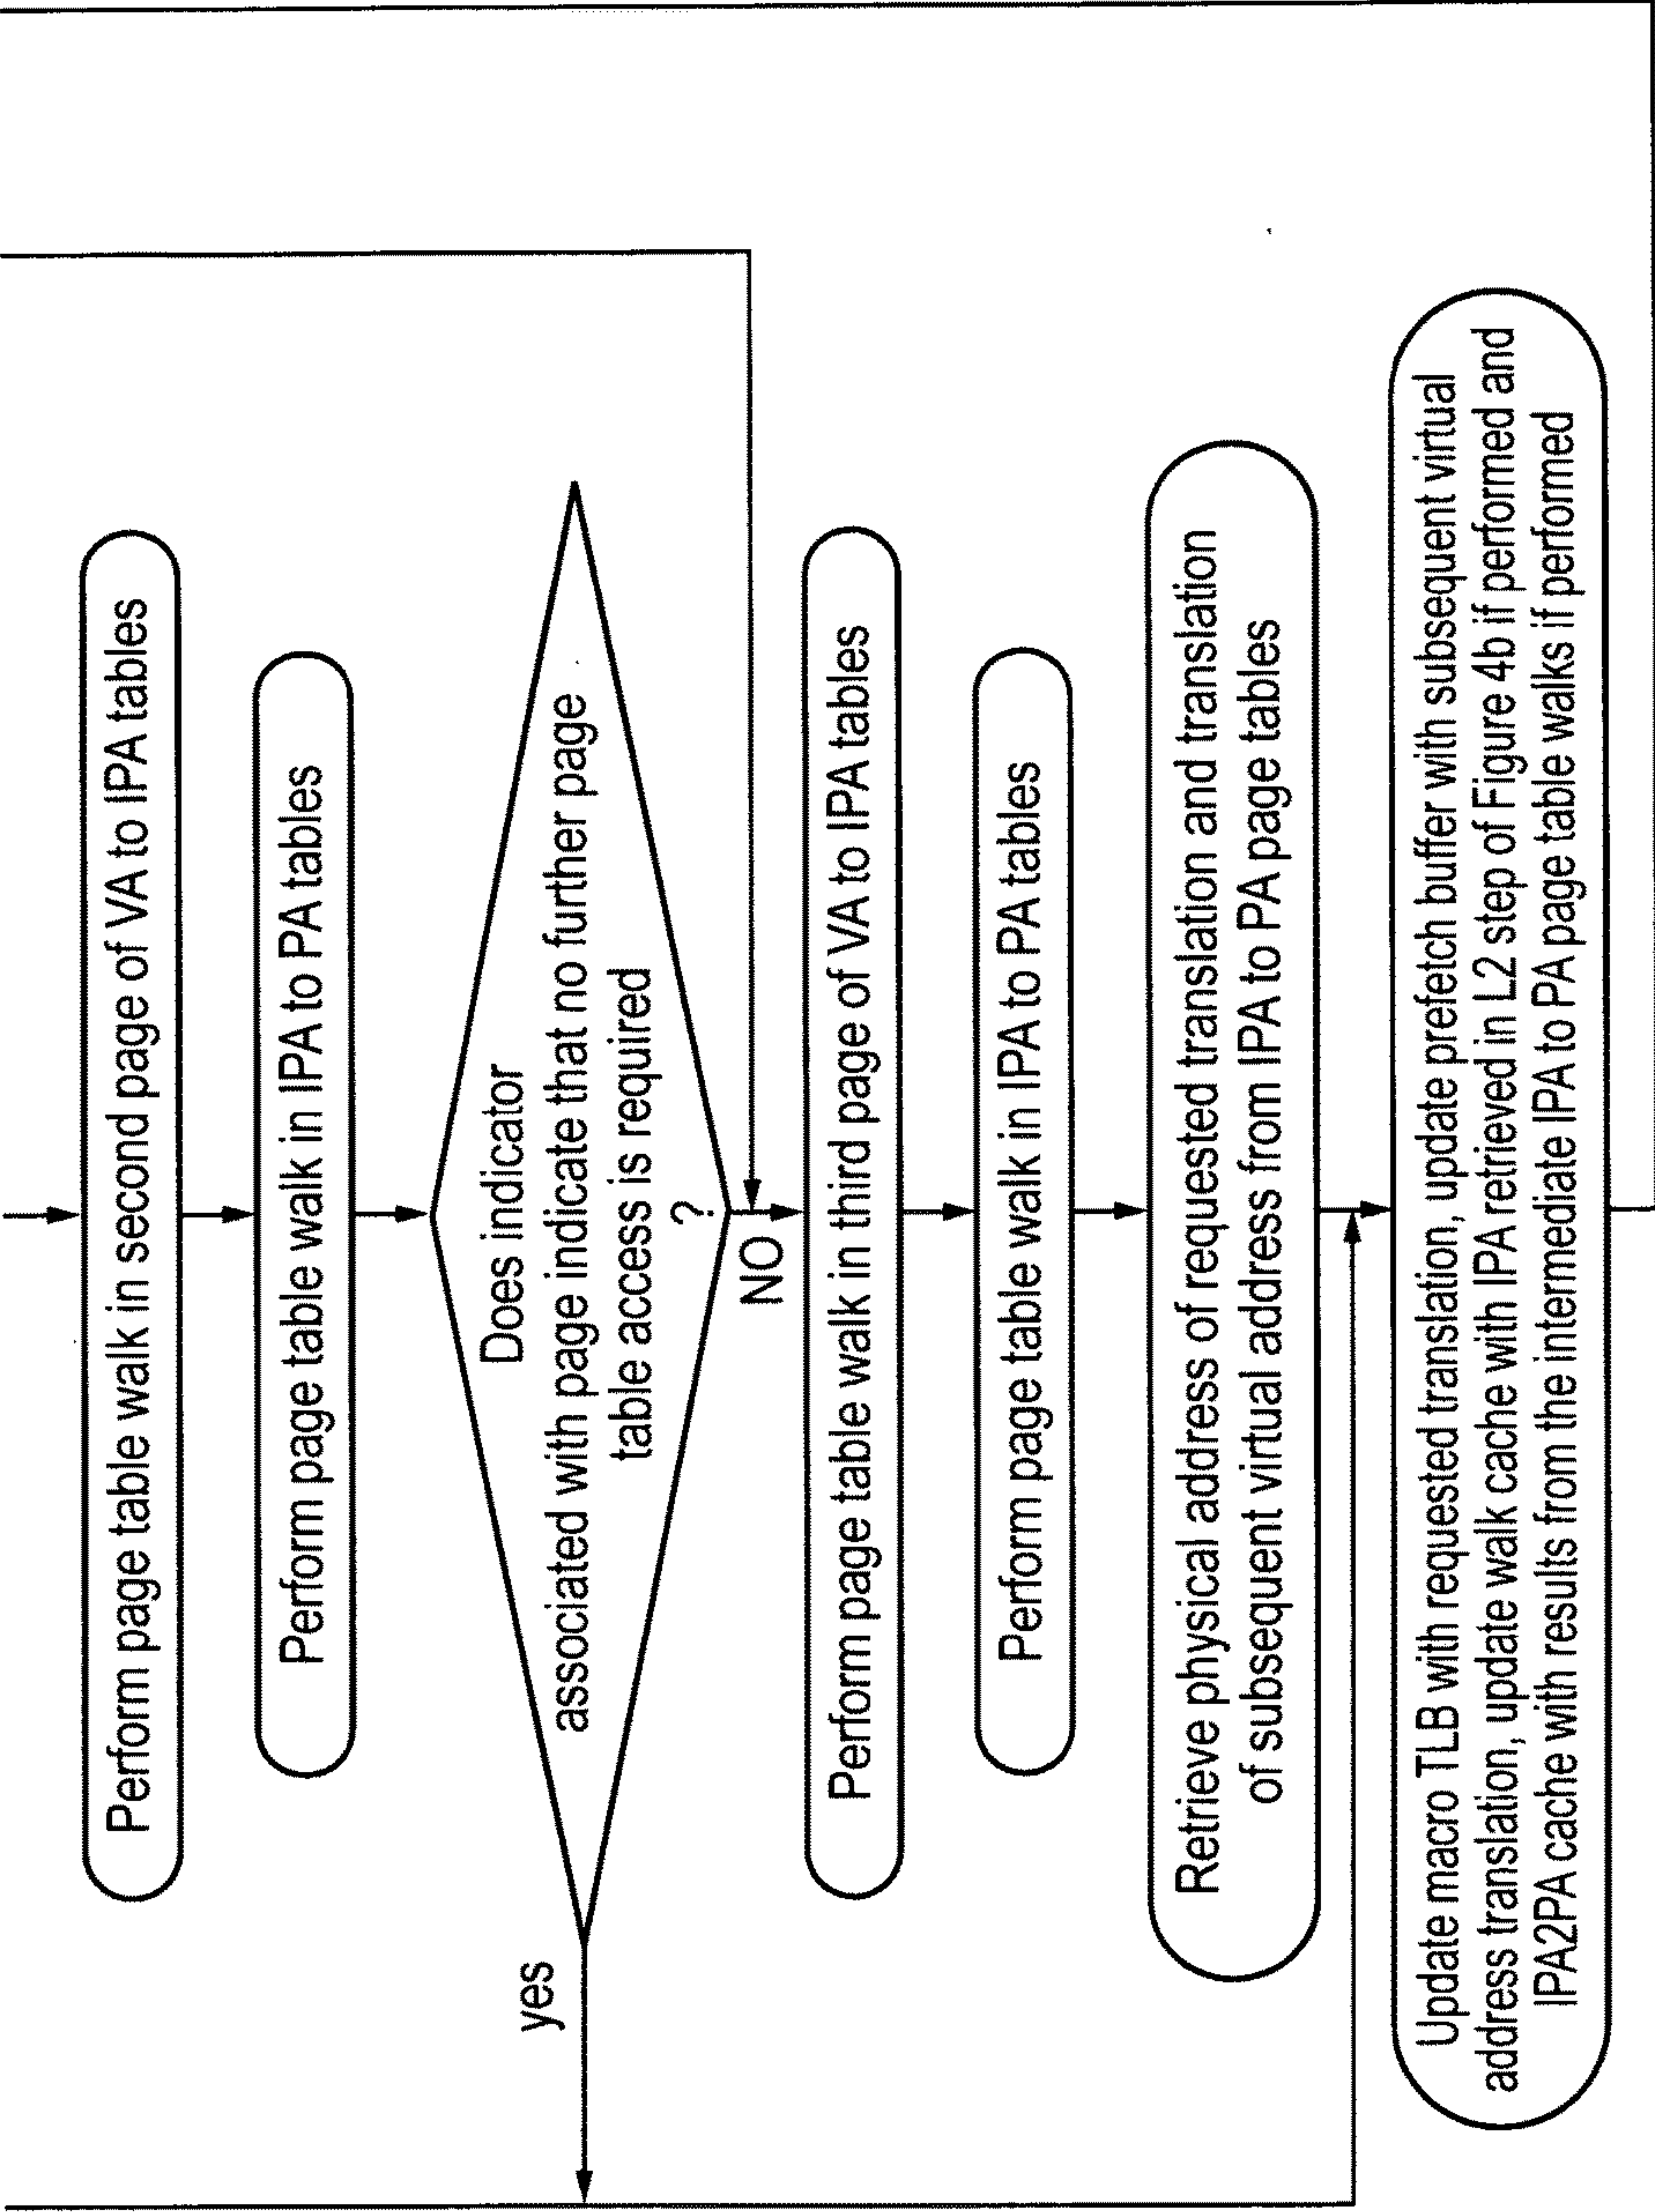 Perform page table walk in second page of VA to IPA tables
Perform page table walk in IPA to PA tables
Does indicator
associated with page indicate that no further page
table access is required
?
yes
NO
Perform page table walk in third page of VA to IPA tables
Perform page table walk in IPA to PA tables
Retrieve physical address of requested translation and translation
of subsequent virtual address from IPA to PA page tables
Update macro TLB with requested translation, update prefetch buffer with subsequent virtual
address translation, update walk cache with IPA retrieved in L2 step of Figure 4b if performed and
IPA2PA cache with results from the intermediate IPA to PA page table walks if performed